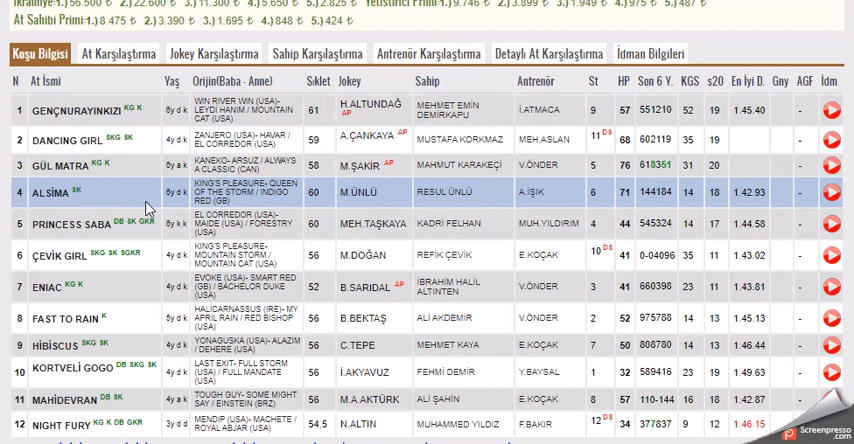 İkramiye:1.) 56.500 ₺ 2.) 22.600 ₺ 3.) 11.300 ₺ 4.) 5.650 ₺ 5.) 2.825 ₺ Yetiştirici Primi:1.) 9.746 ₺ 2.) 3.899 ₺ 3.) 1.949 ₺ 4.) 975 ₺ 5.) 487 ₺
At Sahibi Primi:1.) 8.475 ₺ 2.) 3.390 ₺ 3.) 1.695 ₺ 4.) 848 ₺ 5.) 424 ₺
Koşu Bilgisi At Karşılaştırma Jokey Karşılaştırma Sahip Karşılaştırma Antrenör Karşılaştırma Detaylı At Karşılaştırma İdman Bilgileri
N At İsmi Yaş Orijin(Baba - Anne) Sıklet Jokey Sahip Antrenör St HP Son 6 Y. KGS s20 En İyi D. Gny AGF İdm
1 GENÇNURAYINKIZI KG K 6y d k WIN RIVER WIN (USA)- LEYDİ HANIM / MOUNTAIN CAT (USA) 61 H.ALTUNDAĞ AP MEHMET EMİN DEMİRKAPU İ.ATMACA 9 57 551210 52 19 1.45.40 -
2 DANCING GIRL SKG SK 4y d k ZANJERO (USA)- HAVAR / EL CORREDOR (USA) 59 A.ÇANKAYA AP MUSTAFA KORKMAZ MEH.ASLAN 11 DS 68 602119 35 19 -
3 GÜL MATRA KG K 6y a k KANEKO- ARSUZ / ALWAYS A CLASSIC (CAN) 58 M.ŞAKİR AP MAHMUT KARAKEÇİ V.ÖNDER 5 76 618351 31 20 -
4 ALSİMA SK 6y d k KING'S PLEASURE- QUEEN OF THE STORM / INDIGO RED (GB) 60 M.ÜNLÜ RESUL ÜNLÜ A.IŞIK 6 71 144184 14 18 1.42.93 -
5 PRINCESS SABA DB SK GKR 6y k k EL CORREDOR (USA)- MAIDE (USA) / FORESTRY (USA) 60 MEH.TAŞKAYA KADRİ FELHAN MUH.YILDIRIM 4 44 545324 14 17 1.44.58 -
6 ÇEVİK GIRL SKG SK SGKR 4y d k KING'S PLEASURE- MOUNTAIN STORM / MOUNTAIN CAT (USA) 56 M.DOĞAN REFİK ÇEVİK E.KOÇAK 10 DS 41 0-04096 35 11 1.43.02 -
7 ENIAC KG K 4y d k EVOKE (USA)- SMART RED (GB) / BACHELOR DUKE (USA) 52 B.SARIDAL AP İBRAHİM HALİL ALTINTEN V.ÖNDER 3 41 660398 23 11 1.43.81 -
8 FAST TO RAIN K 5y d k HALICARNASSUS (IRE)- MY APRIL RAIN / RED BISHOP (USA) 56 B.BEKTAŞ ALİ AKDEMİR V.ÖNDER 2 52 975788 14 13 1.45.13 -
9 HİBİSCUS SKG SK 4y d k YONAGUSKA (USA)- ALAZIM / DEHERE (USA) 56 C.TEPE MEHMET KAYA E.KOÇAK 7 50 808780 14 13 1.46.44 -
10 KORTVELİ GOGO DB SKG SK 4y d k LAST EXIT- FULL STORM (USA) / FULL MANDATE (USA) 56 İ.AKYAVUZ FEHMİ DEMİR Y.BAYSAL 1 32 589416 23 19 1.49.63 -
11 MAHİDEVRAN DB SK 4y a k TOUGH GUY- SOME MIGHT SAY / EINSTEIN (BRZ) 56 M.A.AKTÜRK ALİ ŞAHİN E.KOÇAK 8 57 110-144 16 18 1.42.87 -
12 NIGHT FURY KG K DB GKR 3y d d MENDIP (USA)- MACHETE / ROYAL ABJAR (USA) 54,5 N.ALTIN MUHAMMED YILDIZ F.BAKIR 12 DS 34 377837 9 12 1.46.15 -
Screenpresso
.com